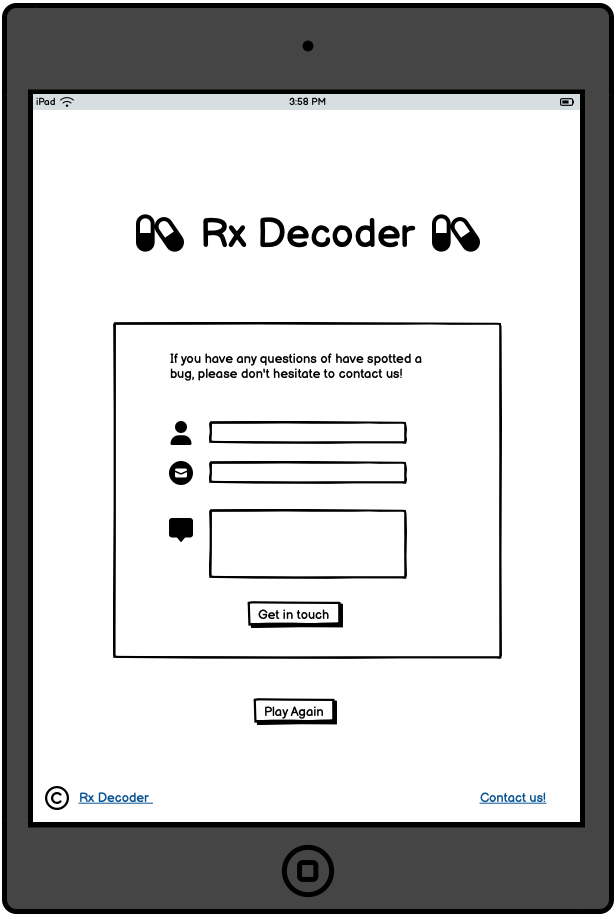 iPad 3:58 PM
Rx Decoder
If you have any questions of have spotted a
bug, please don't hesitate to contact us!
Get in touch
Play Again
© Rx Decoder Contact us!